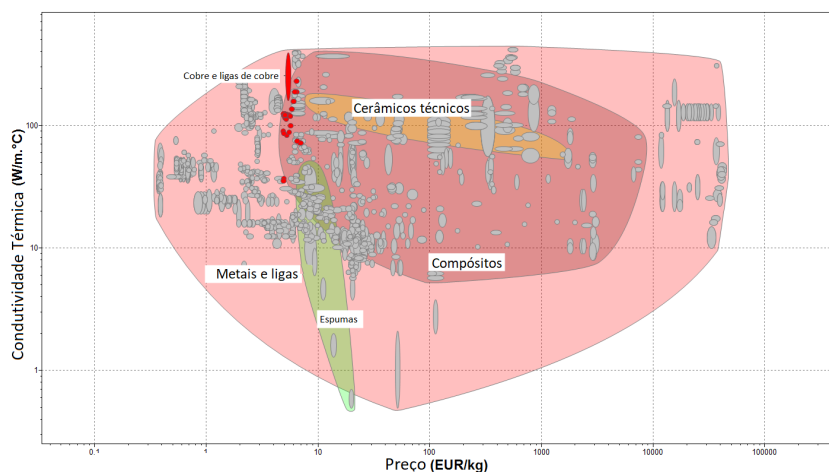 Condutividade Térmica (W/m.°C)
100
10
1
Cobre e ligas de cobre
Cerâmicos técnicos
Compósitos
Metais e ligas
Espumas
0.1
1
10
100
1000
10000
100000
Preço (EUR/kg)